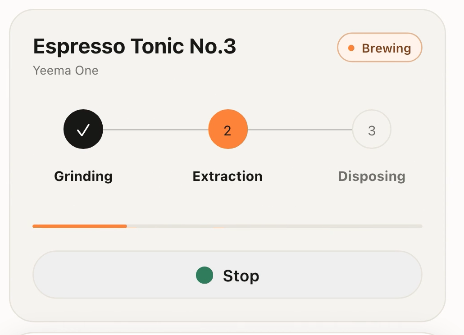 Espresso Tonic No.3
Brewing
Yeema One
2
3
Grinding
Extraction
Disposing
Stop